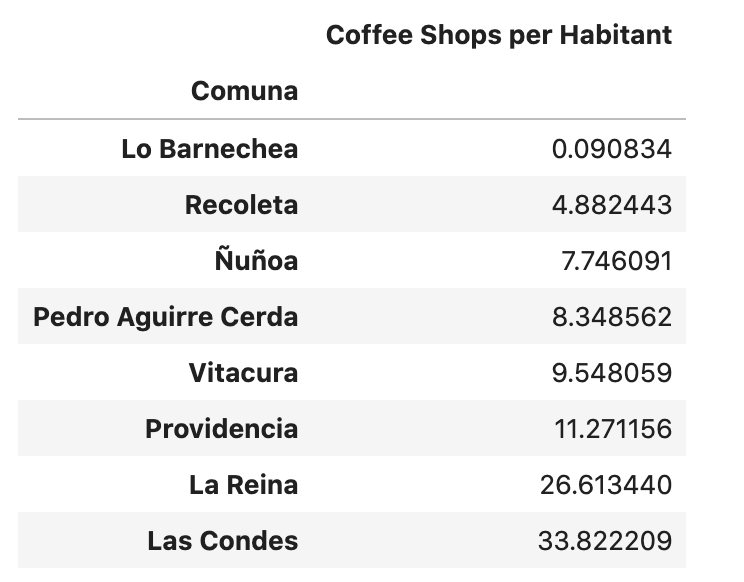 Coffee Shops per Habitant
Comuna
Lo Barnechea 0.090834
Recoleta 4.882443
Ñuñoa 7.746091
Pedro Aguirre Cerda 8.348562
Vitacura 9.548059
Providencia 11.271156
La Reina 26.613440
Las Condes 33.822209